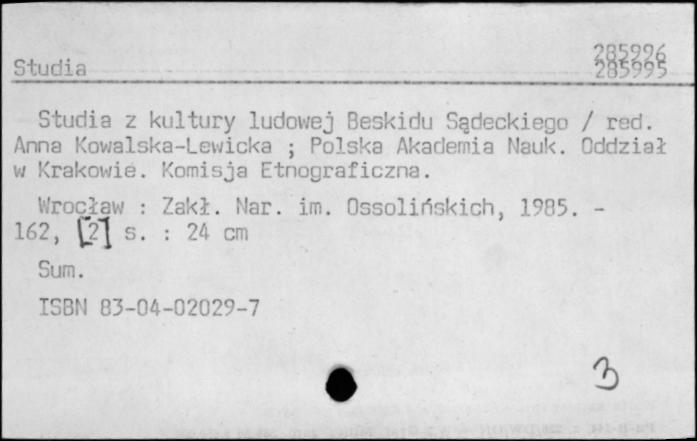 285996
Studia 285995
Studia z kultury ludowej Beskidu Sądeckiego / red.
Anna Kowalska-Lewicka ; Polska Akademia Nauk. Oddział
w Krakowie. Komisja Etnograficzna.
Wrocław : Zakł. Nar. im. Ossolińskich, 1985. -
162, [2] s. : 24 cm
Sum.
ISBN 83-04-02029-7
3